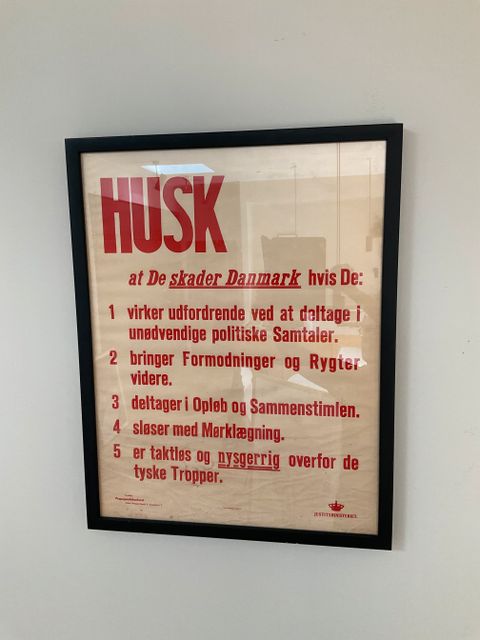 HUSK
at De skader Danmark hvis De:
1 virker udfordrende ved at deltage i
unødvendige politiske Samtaler.
2 bringer Formodninger og Rygter
videre.
3 deltager i Opløb og Sammenstimlen.
4 sløser med Mørklægning.
5 er taktløs og nysgerrig overfor de
tyske Tropper.